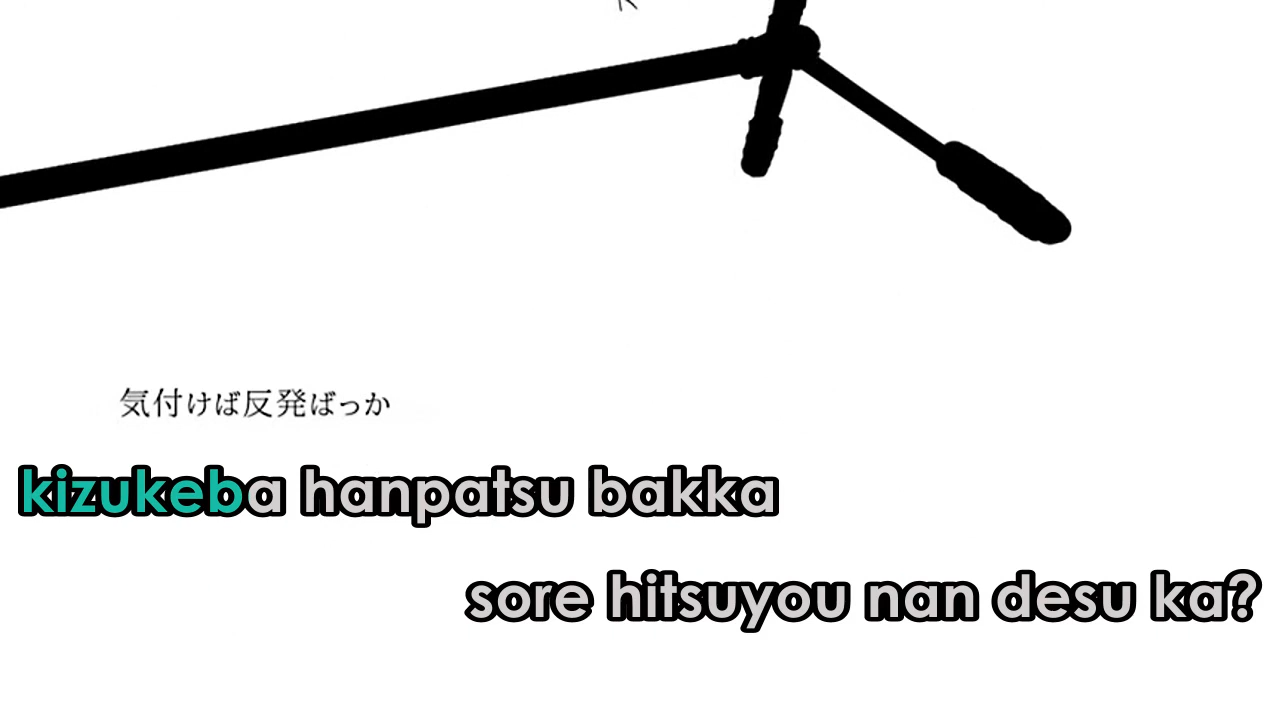 気付けば反発ばっか
kizukeba hanpatsu bakka
sore hitsuyou nan desu ka?